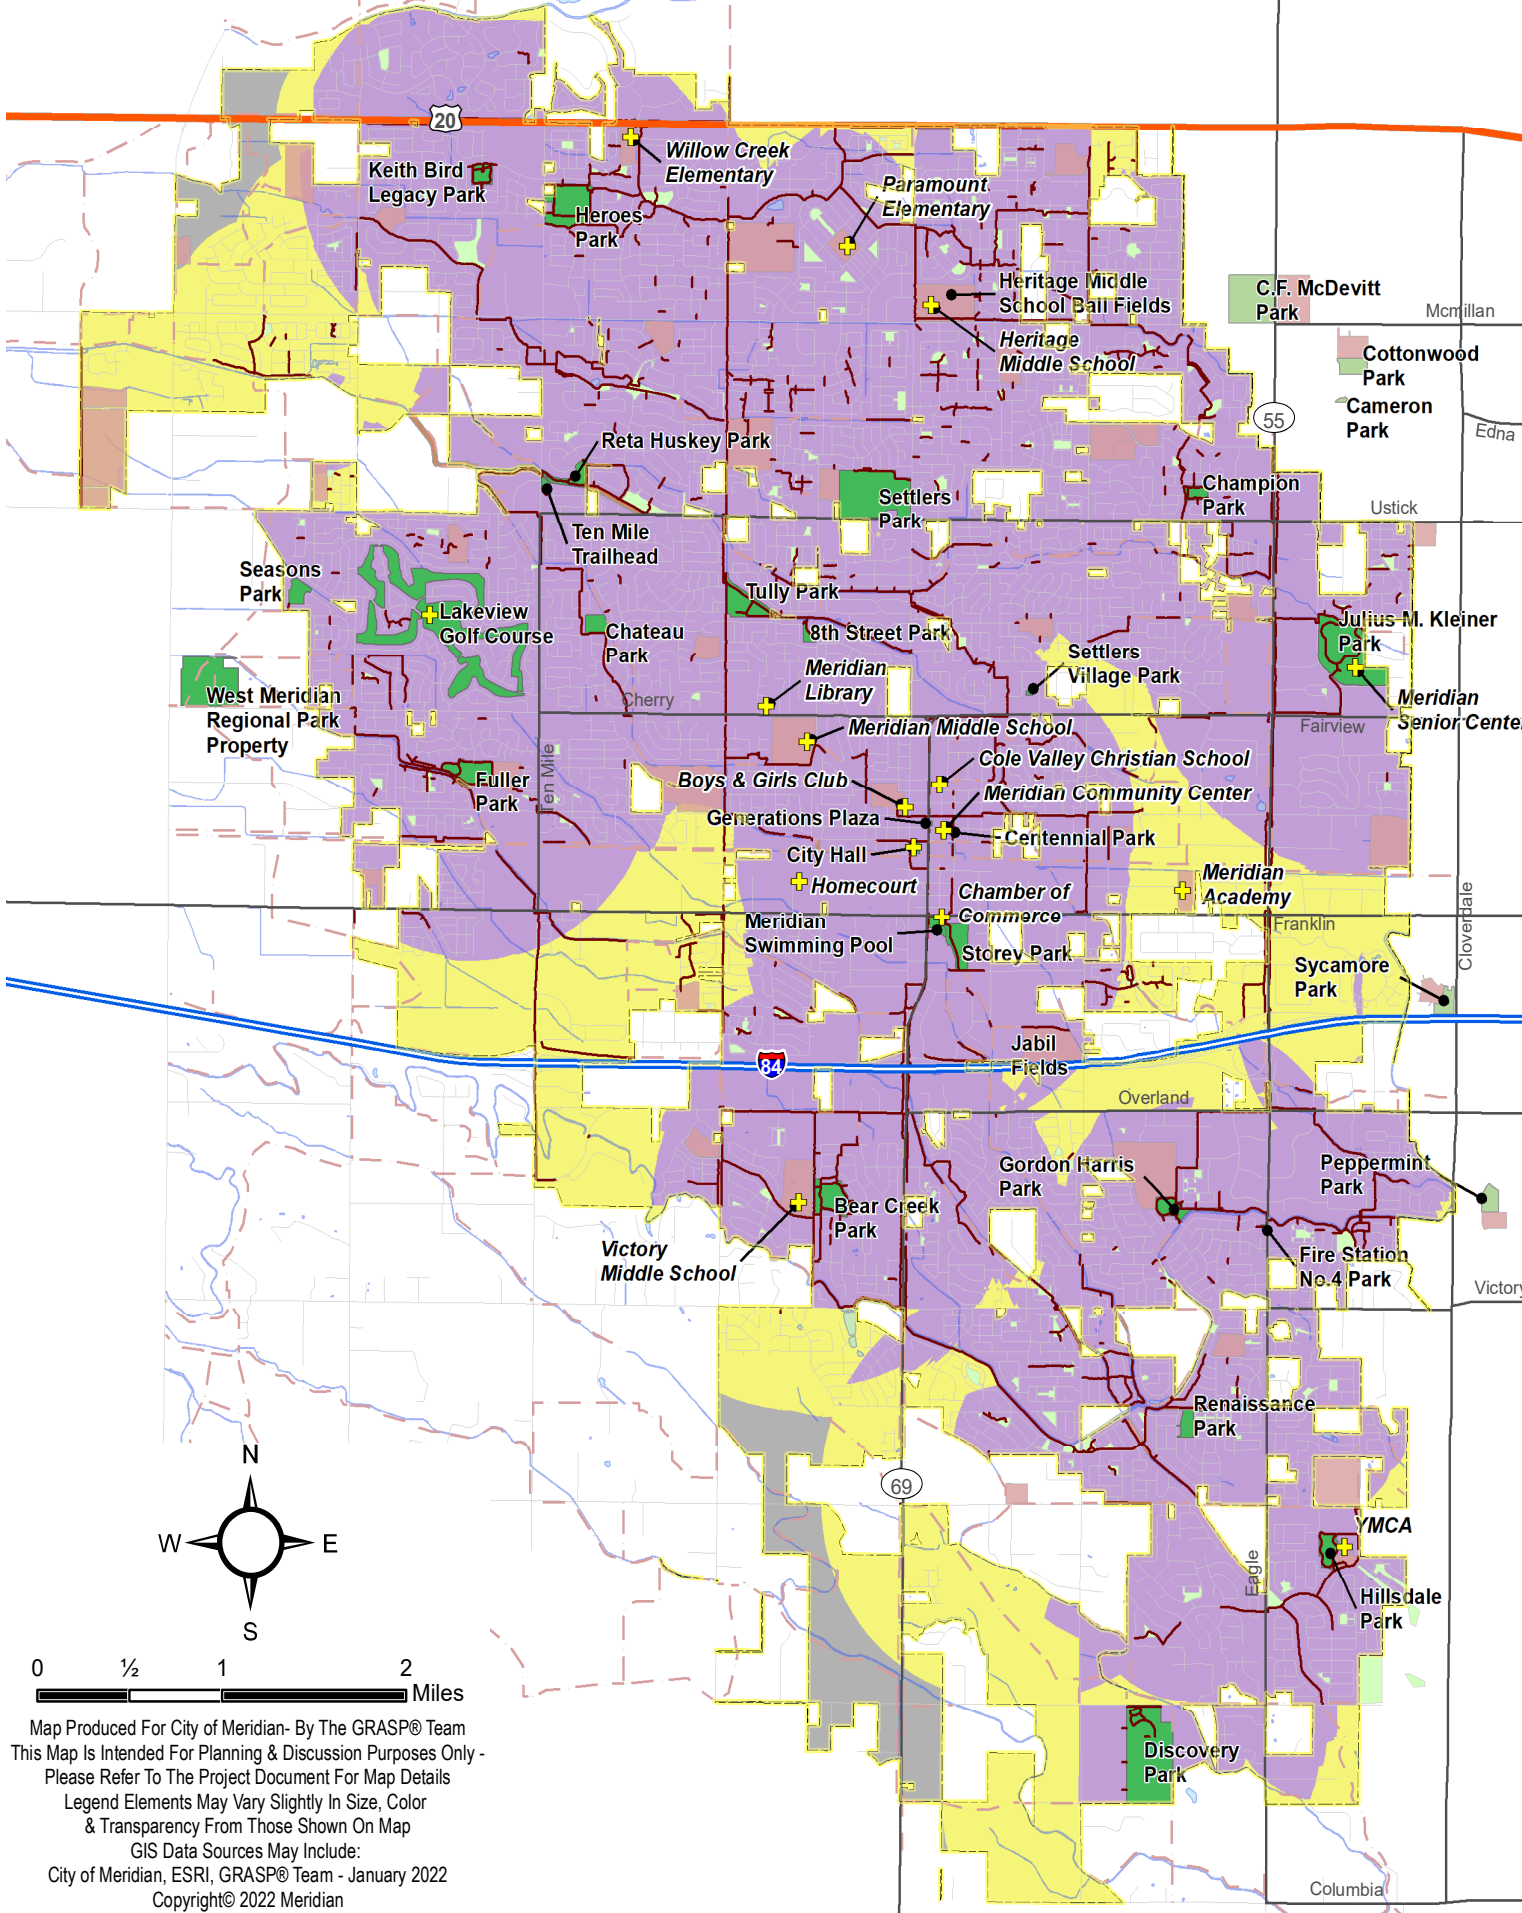 20
Willow Creek
Elementary
Keith Bird
Legacy Park
Paramount
Elementary
Heroes
Park
Heritage Middle
School Ball Fields
C.F. McDevitt
Park
Mcmillan
Heritage
Middle School
Cottonwood
Park
Cameron
Park
55
Edna
Reta Huskey Park
Settlers
Park
Champion
Park
Ustick
Ten Mile
Trailhead
Seasons
Park
Lakeview
Golf Course
Tully Park
Chateau
Park
8th Street Park
Julius M. Kleiner
Park
Settlers
Village Park
Meridian
Library
West Meridian
Regional Park
Property
Cherry
Meridian
Senior Cente
Fairview
Meridian Middle School
Cole Valley Christian School
Ten Mile
Fuller
Park
Boys & Girls Club
Meridian Community Center
Generations Plaza
Centennial Park
City Hall
Homecourt
Meridian
Academy
Chamber of
Commerce
Cloverdale
Meridian
Swimming Pool
Franklin
Storey Park
Sycamore
Park
Jabil
Fields
84
Overland
Gordon Harris
Park
Peppermint
Park
Bear Creek
Park
Victory
Middle School
Fire Station
No.4 Park
Victory
Renaissance
Park
69
YMCA
Eagle
Hillsdale
Park
Discovery
Park
Columbia
N
W
E
S
0 ½ 1 2
Miles
Map Produced For City of Meridian- By The GRASP® Team
This Map Is Intended For Planning & Discussion Purposes Only -
Please Refer To The Project Document For Map Details
Legend Elements May Vary Slightly In Size, Color
& Transparency From Those Shown On Map
GIS Data Sources May Include:
City of Meridian, ESRI, GRASP® Team - January 2022
Copyright© 2022 Meridian